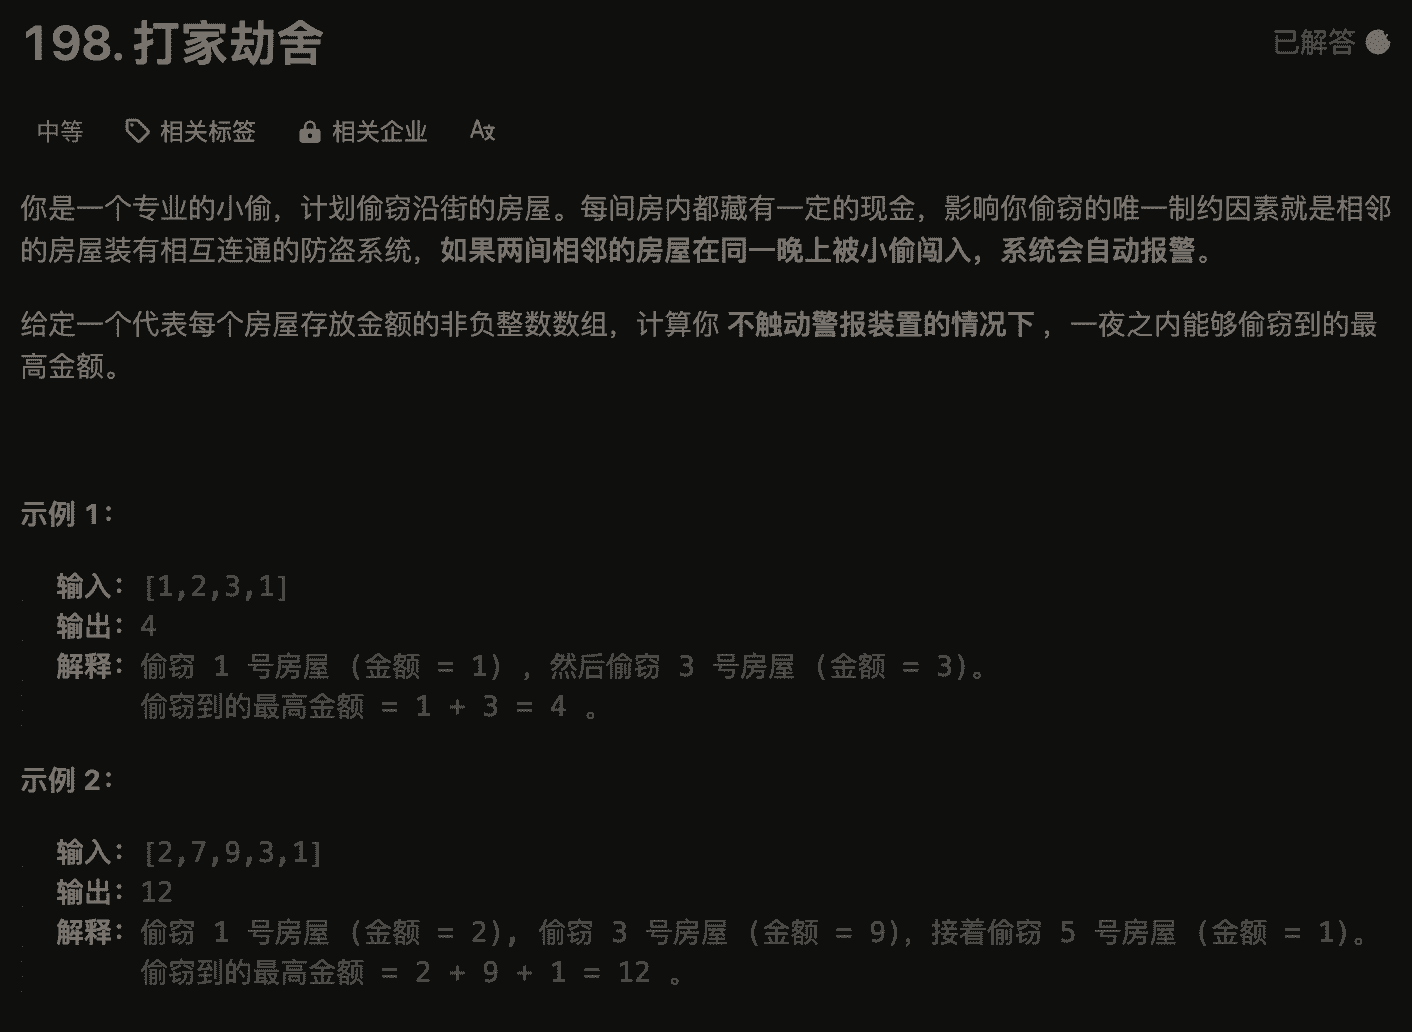 198. 打家劫舍
已解答
中等 相关标签 相关企业 A文
你是一个专业的小偷，计划偷窃沿街的房屋。每间房内都藏有一定的现金，影响你偷窃的唯一制约因素就是相邻
的房屋装有相互连通的防盗系统，如果两间相邻的房屋在同一晚上被小偷闯入，系统会自动报警。
给定一个代表每个房屋存放金额的非负整数数组，计算你 不触动警报装置的情况下 ，一夜之内能够偷窃到的最
高金额。
示例 1：
输入：[1,2,3,1]
输出：4
解释：偷窃 1 号房屋 (金额 = 1) ，然后偷窃 3 号房屋 (金额 = 3)。
偷窃到的最高金额 = 1 + 3 = 4 。
示例 2：
输入：[2,7,9,3,1]
输出：12
解释：偷窃 1 号房屋 (金额 = 2), 偷窃 3 号房屋 (金额 = 9)，接着偷窃 5 号房屋 (金额 = 1)。
偷窃到的最高金额 = 2 + 9 + 1 = 12 。